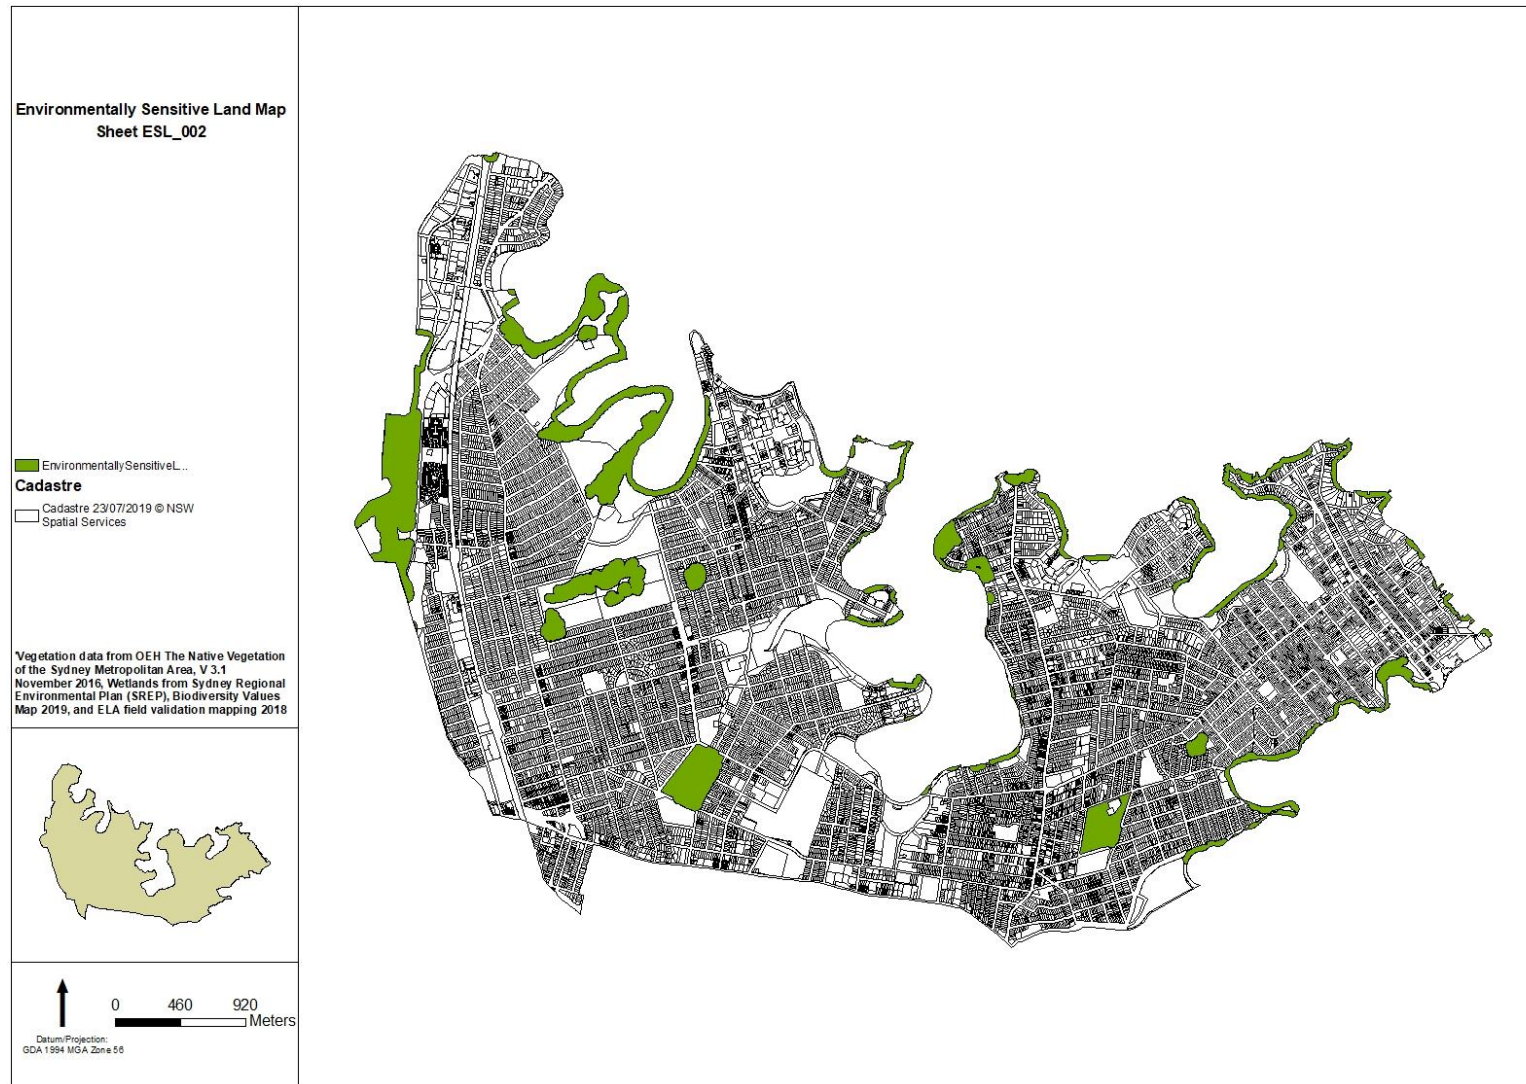 Environmentally Sensitive Land Map
Sheet ESL_002
EnvironmentallySensitiveL...
Cadastre
Cadastre 23/07/2019 © NSW
Spatial Services
*Vegetation data from OEH The Native Vegetation
of the Sydney Metropolitan Area, V 3.1
November 2016, Wetlands from Sydney Regional
Environmental Plan (SREP), Biodiversity Values
Map 2019, and ELA field validation mapping 2018
0 460 920
Meters
Datum/Projection:
GDA 1994 MGA Zone 56